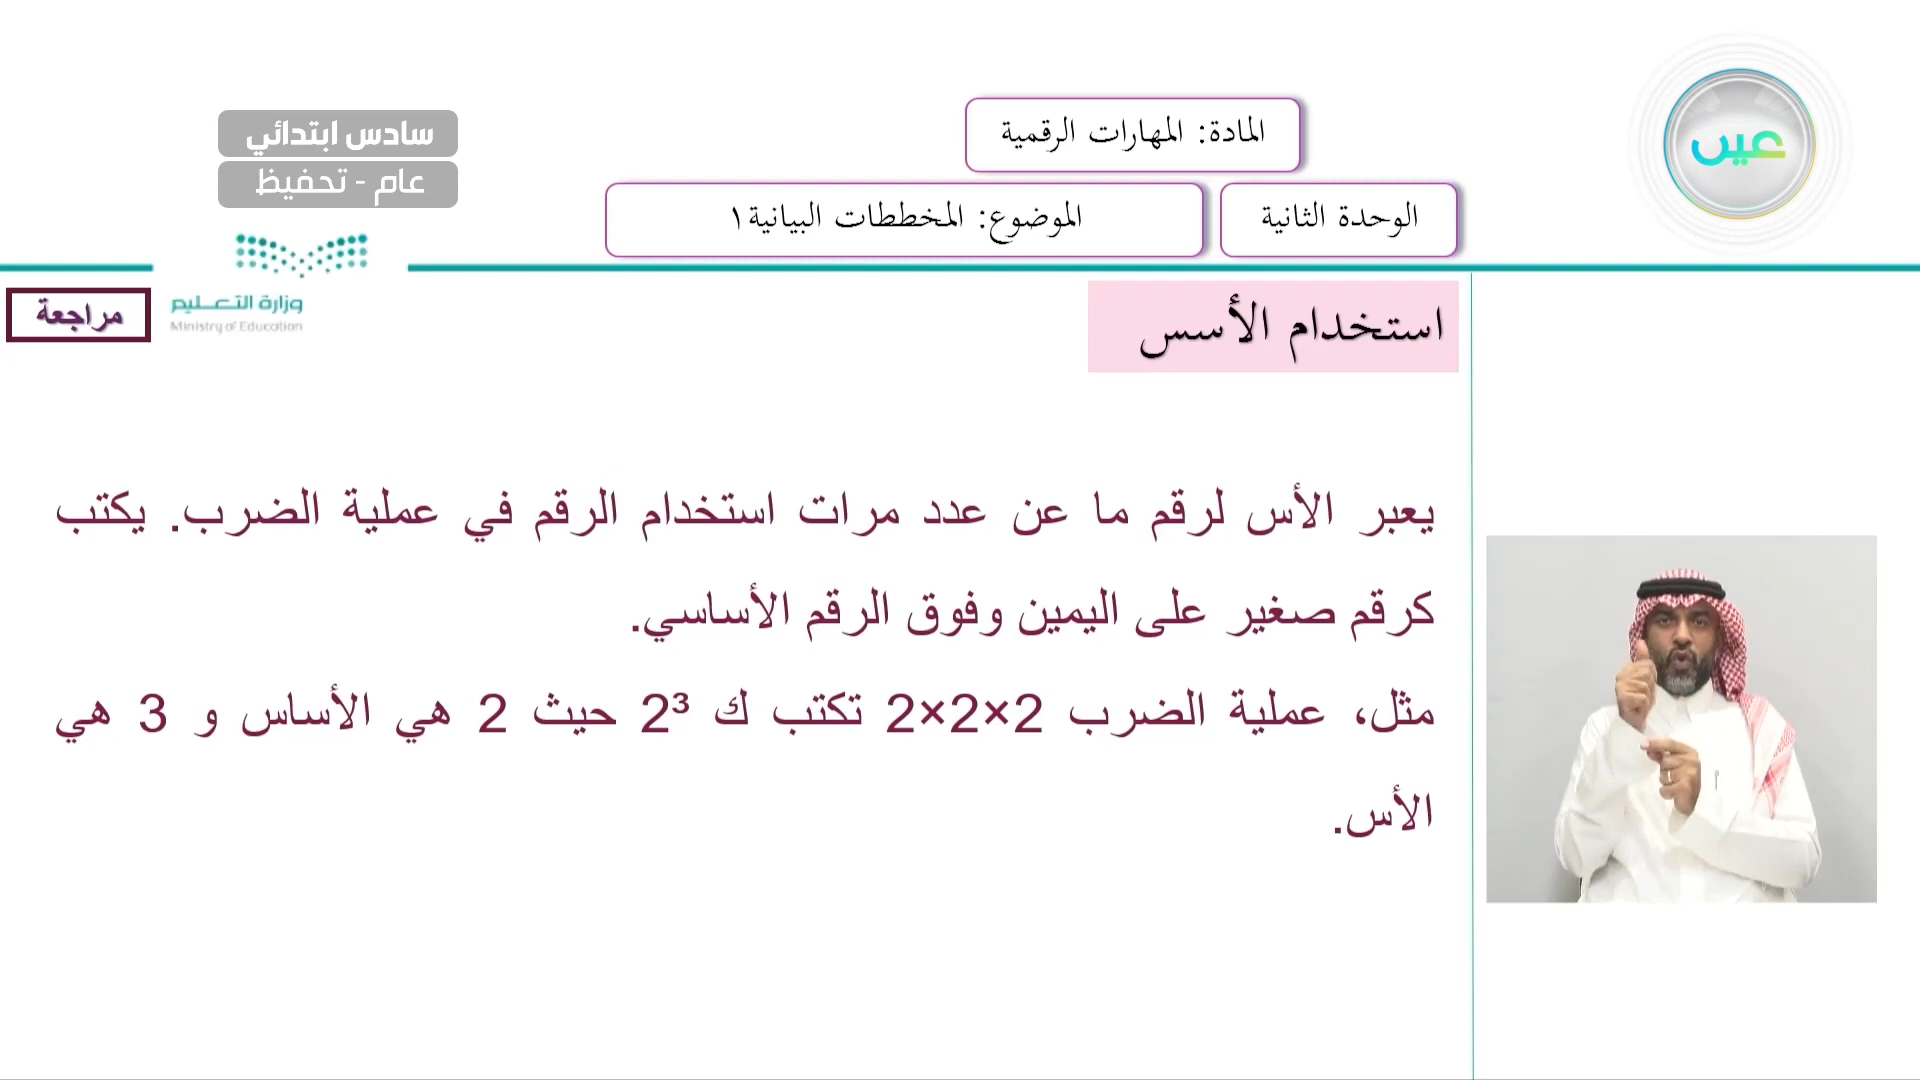 عين
المادة: المهارات الرقمية
سادس ابتدائي
عام - تحفيظ
الوحدة الثانية
الموضوع: المخططات البيانية١
وزارة التعليم
Ministry of Education
مراجعة
استخدام الأسس
يعبر الأس لرقم ما عن عدد مرات استخدام الرقم في عملية الضرب. يكتب
كرقم صغير على اليمين وفوق الرقم الأساسي.
مثل، عملية الضرب 2×2×2 تكتب ك 2³ حيث 2 هي الأساس و 3 هي
الأس.